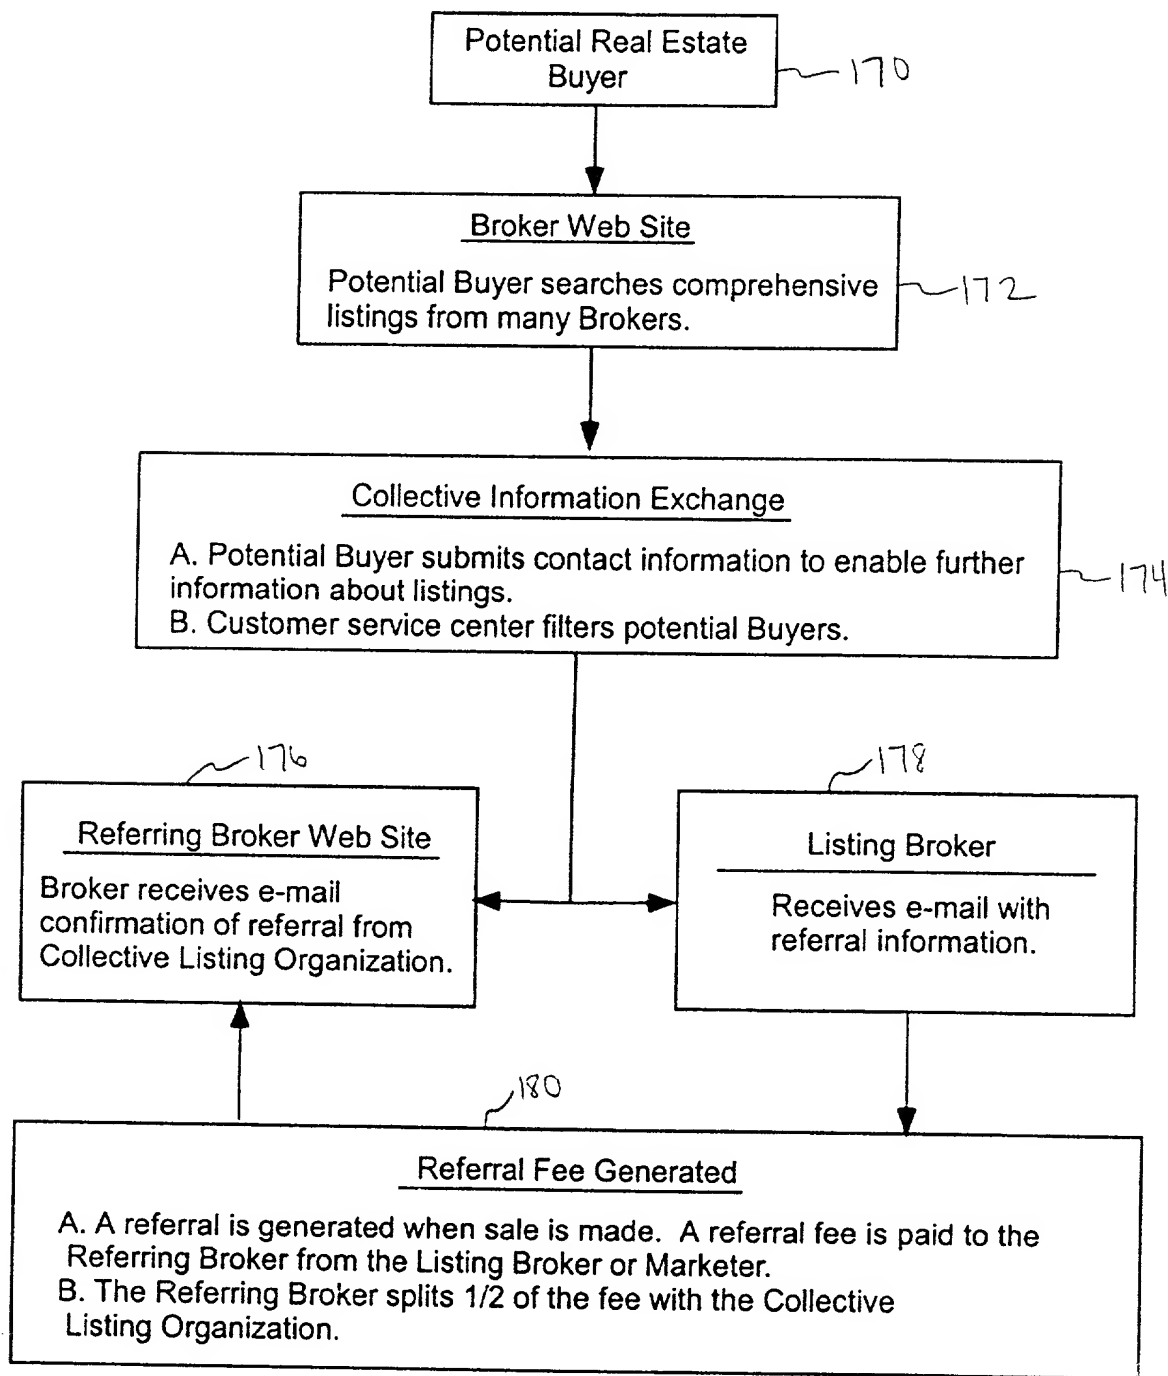 Potential Real Estate
Buyer
170
Broker Web Site
Potential Buyer searches comprehensive
listings from many Brokers.
172
Collective Information Exchange
A. Potential Buyer submits contact information to enable further
information about listings.
B. Customer service center filters potential Buyers.
174
176
Referring Broker Web Site
Broker receives e-mail
confirmation of referral from
Collective Listing Organization.
178
Listing Broker
Receives e-mail with
referral information.
180
Referral Fee Generated
A. A referral is generated when sale is made. A referral fee is paid to the
Referring Broker from the Listing Broker or Marketer.
B. The Referring Broker splits 1/2 of the fee with the Collective
Listing Organization.